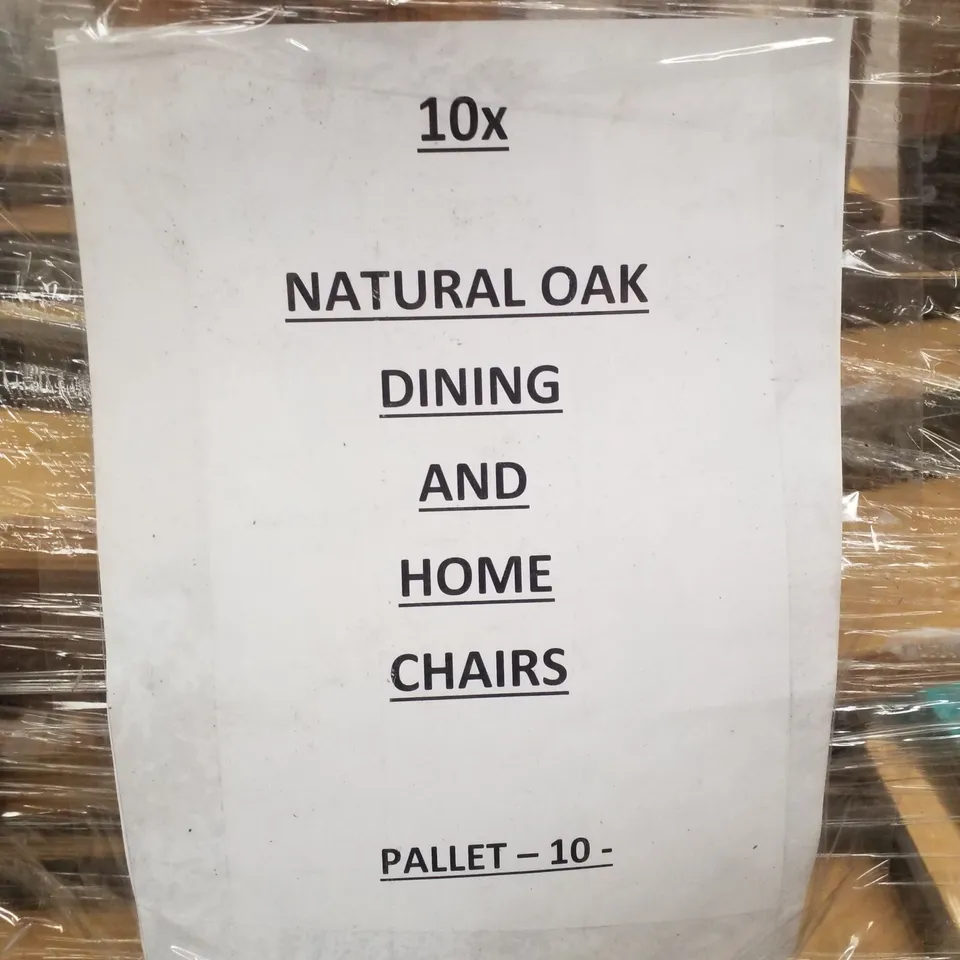 10x
NATURAL OAK
DINING
AND
HOME
CHAIRS
PALLET – 10 -